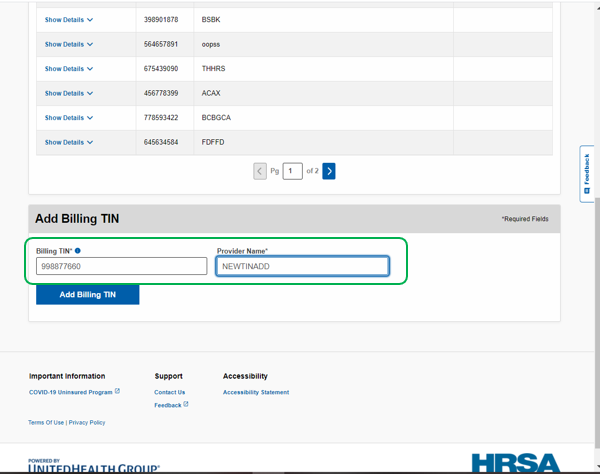 Show Details 398901878 BSBK
Show Details 564657891 oopss
Show Details 675439090 THHRS
Show Details 456778399 ACAX
Show Details 778593422 BCBGCA
Show Details 645634584 FDFFD
Pg 1 of 2
Feedback
Add Billing TIN *Required Fields
Billing TIN* Provider Name*
998877660 NEWTINADD
Add Billing TIN
Important Information Support Accessibility
COVID-19 Uninsured Program Contact Us Accessibility Statement
Feedback
Terms Of Use | Privacy Policy
POWERED BY
UNITEDHEALTH GROUP HRSA